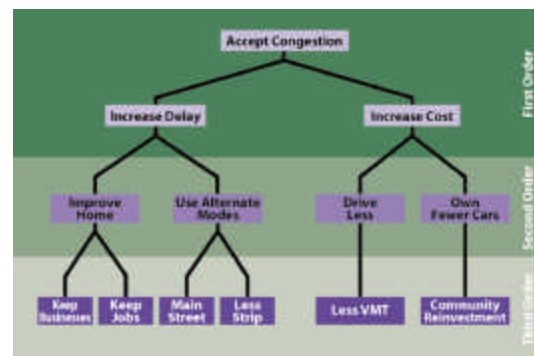 Accept Congestion
First Order
Increase Delay
Increase Cost
Second Order
Improve
Home
Use Alternate
Modes
Drive
Less
Own
Fewer Cars
Third Order
Keep
Businesses
Keep
Jobs
Main
Street
Less
Strip
Less VMT
Community
Reinvestment